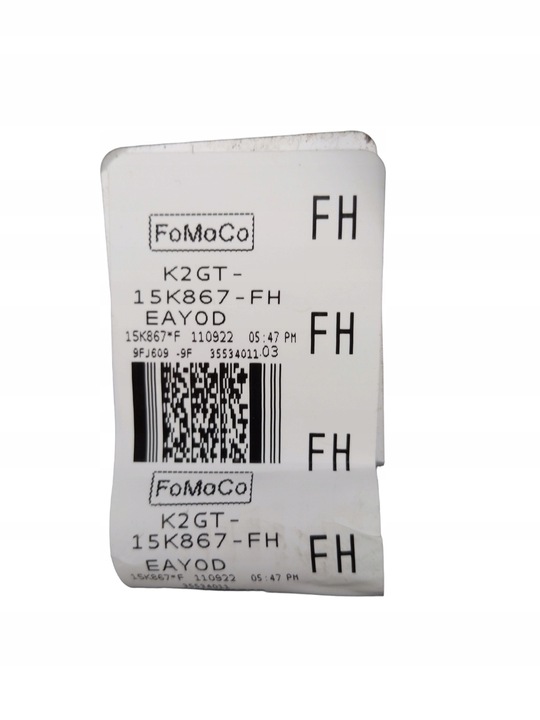 FH
FoMoCo
K2GT-
15K867-FH
EAYOD
FH
15K867*F 110922 05:47 PM
9FJ609 -9F 35534011 03
FH
FoMoCo
K2GT-
15K867-FH
EAYOD
FH
15K867*F 110922 05:47 PM
35534011